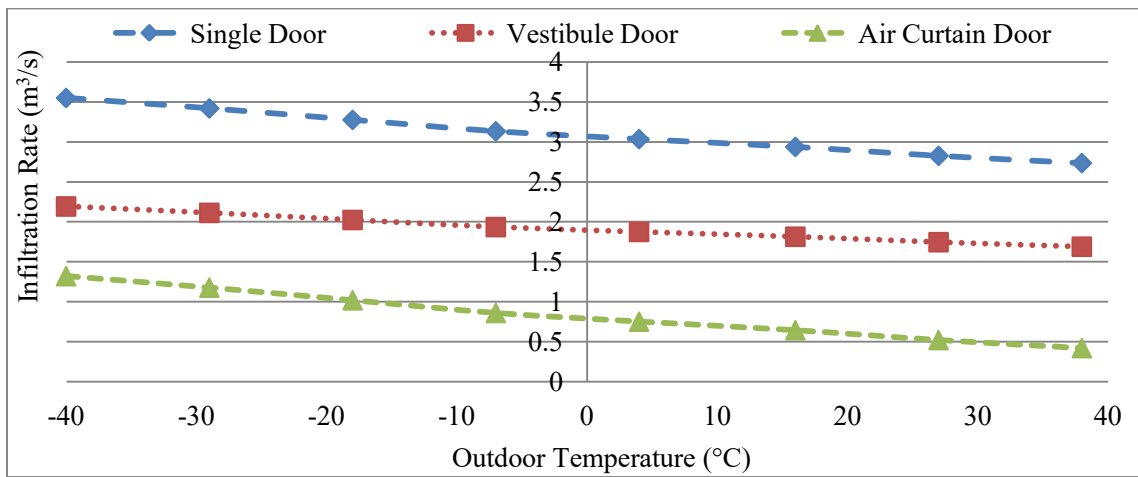 Single Door Vestibule Door Air Curtain Door
Infiltration Rate (m³/s)
4
3.5
3
2.5
2
1.5
1
0.5
0
-40 -30 -20 -10 0 10 20 30 40
Outdoor Temperature (°C)